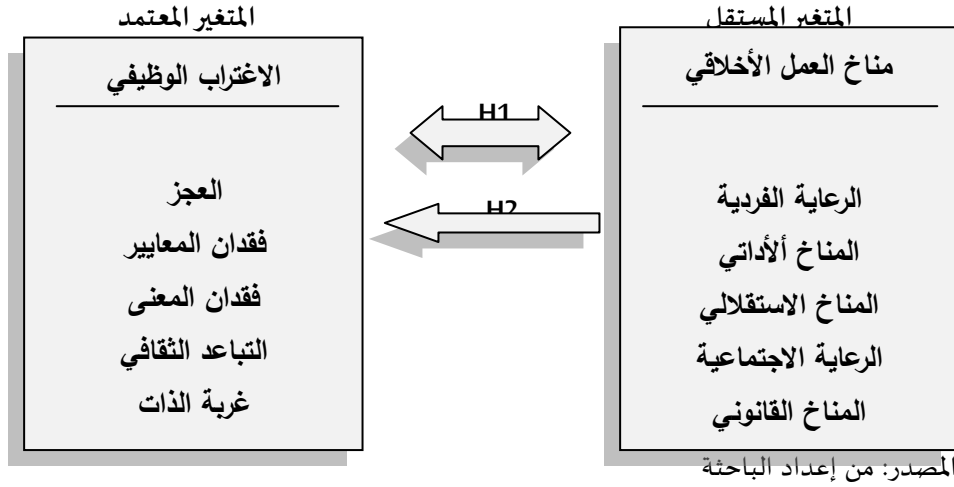 المتغير المستقل
مناخ العمل الأخلاقي
الرعاية الفردية
المناخ ألأداتي
المناخ الاستقلالي
الرعاية الاجتماعية
المناخ القانوني
H1
H2
المتغير المعتمد
الاغتراب الوظيفي
العجز
فقدان المعايير
فقدان المعنى
التباعد الثقافي
غربة الذات
المصدر: من إعداد الباحثة